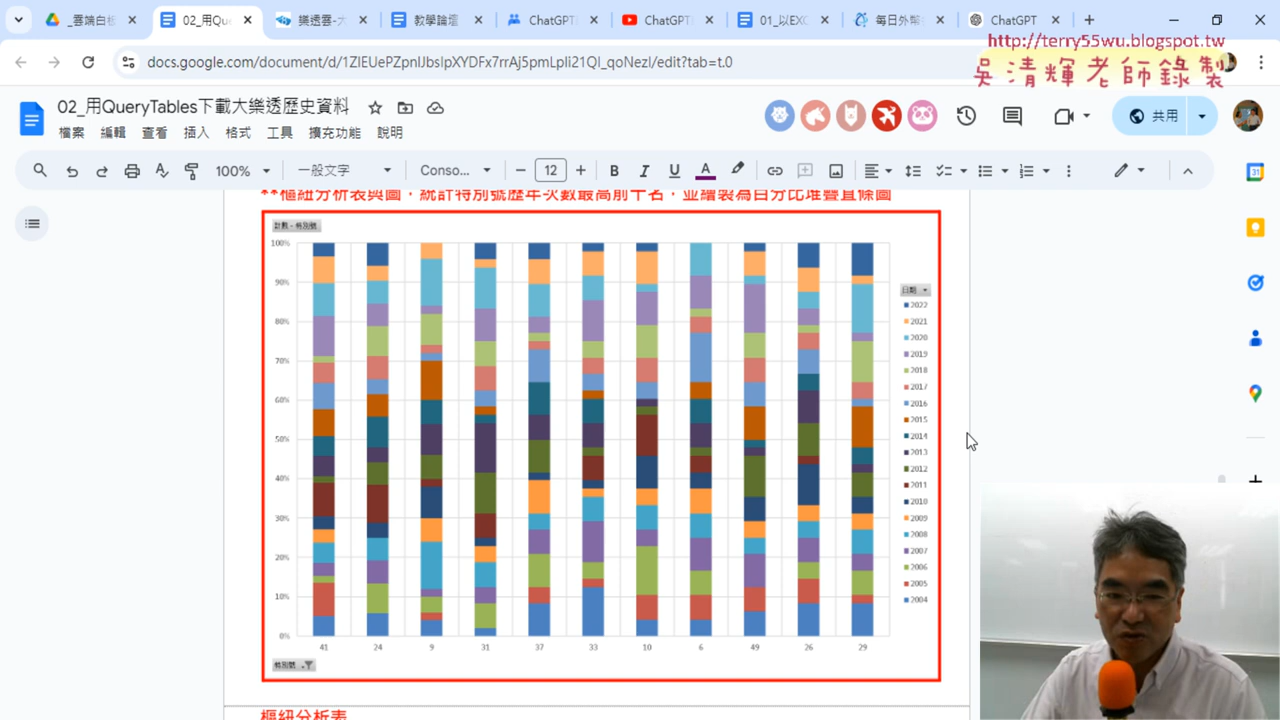 _雲端白板
02_用Qu
樂透雲-大
教學論壇
ChatGPT
ChatGPT
01_以EXC
每日外幣
ChatGPT
http://terry55wu.blogspot.tw
吳清輝老師錄製
02_用QueryTables下載大樂透歷史資料
檔案 編輯 查看 插入 格式 工具 擴充功能 說明
共用
100% 一般文字 Conso... 12
**樞紐分析表與圖，統計特別號歷年次數最高前十名，並繪製為百分比堆疊直條圖
計數 - 特別號
100%
90%
80%
70%
60%
50%
40%
30%
20%
10%
0%
41 24 9 31 37 33 10 6 49 26 29
日期
2022
2021
2020
2019
2018
2017
2016
2015
2014
2013
2012
2011
2010
2009
2008
2007
2006
2005
2004
特別號
樞紐分析表